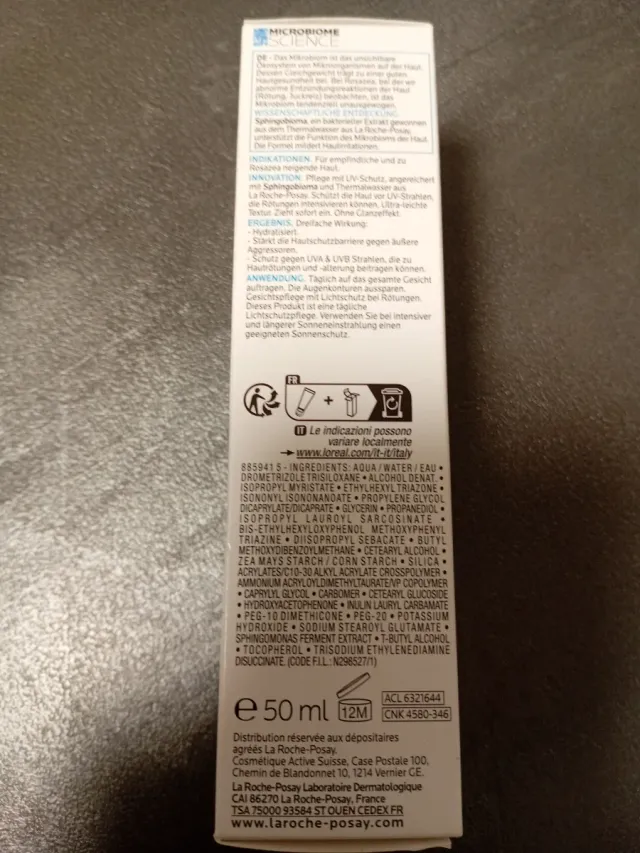 MICROBIOME
SCIENCE
DE - Das Mikrobiom ist das unsichtbare
Ökosystem von Mikroorganismen auf der Haut.
Dessen Gleichgewicht trägt zu einer guten
Hautgesundheit bei. Bei Rosazea, bei der wir
abnorme Entzündungsreaktionen der Haut
(Rötung, Juckreiz) beobachten, ist das
Mikrobiom tendenziell unausgewogen.
WISSENSCHAFTLICHE ENTDECKUNG.
Sphingobioma, ein bakterieller Extrakt gewonnen
aus dem Thermalwasser aus La Roche-Posay,
unterstützt die Funktion des Mikrobioms der Haut.
Die Formel mildert Hautirritationen.
INDIKATIONEN. Für empfindliche und zu
Rosazea neigende Haut.
INNOVATION. Pflege mit UV-Schutz, angereichert
mit Sphingobioma und Thermalwasser aus
La Roche-Posay. Schützt die Haut vor UV-Strahlen,
die Rötungen intensivieren können. Ultra-leichte
Textur. Zieht sofort ein. Ohne Glanzeffekt.
ERGEBNIS. Dreifache Wirkung:
- Hydratisiert.
- Stärkt die Hautschutzbarriere gegen äußere
Aggressoren.
- Schutz gegen UVA & UVB Strahlen, die zu
Hautrötungen und -alterung beitragen können.
ANWENDUNG. Täglich auf das gesamte Gesicht
auftragen. Die Augenkonturen aussparen.
Gesichtspflege mit Lichtschutz bei Rötungen.
Dieses Produkt ist eine tägliche
Lichtschutzpflege. Verwenden Sie bei intensiver
und längerer Sonneneinstrahlung einen
geeigneten Sonnenschutz.
FR
+
IT Le indicazioni possono
variare localmente
→ www.loreal.com/it-it/italy
885941 5 - INGREDIENTS: AQUA / WATER / EAU •
DROMETRIZOLE TRISILOXANE • ALCOHOL DENAT. •
ISOPROPYL MYRISTATE • ETHYLHEXYL TRIAZONE •
ISONONYL ISONONANOATE • PROPYLENE GLYCOL
DICAPRYLATE/DICAPRATE • GLYCERIN • PROPANEDIOL •
ISOPROPYL LAUROYL SARCOSINATE •
BIS-ETHYLHEXYLOXYPHENOL METHOXYPHENYL
TRIAZINE • DIISOPROPYL SEBACATE • BUTYL
METHOXYDIBENZOYLMETHANE • CETEARYL ALCOHOL •
ZEA MAYS STARCH / CORN STARCH • SILICA •
ACRYLATES/C10-30 ALKYL ACRYLATE CROSSPOLYMER •
AMMONIUM ACRYLOYLDIMETHYLTAURATE/VP COPOLYMER
• CAPRYLYL GLYCOL • CARBOMER • CETEARYL GLUCOSIDE
• HYDROXYACETOPHENONE • INULIN LAURYL CARBAMATE
• PEG-10 DIMETHICONE • PEG-20 • POTASSIUM
HYDROXIDE • SODIUM STEAROYL GLUTAMATE •
SPHINGOMONAS FERMENT EXTRACT • T-BUTYL ALCOHOL
• TOCOPHEROL • TRISODIUM ETHYLENEDIAMINE
DISUCCINATE. (CODE F.I.L.: N298527/1)
e 50 ml 12M
ACL 6321644
CNK 4580-346
Distribution réservée aux dépositaires
agréés La Roche-Posay.
Cosmétique Active Suisse, Case Postale 100,
Chemin de Blandonnet 10, 1214 Vernier GE.
La Roche-Posay Laboratoire Dermatologique
CAI 86270 La Roche-Posay, France
TSA 75000 93584 ST OUEN CEDEX FR
www.laroche-posay.com